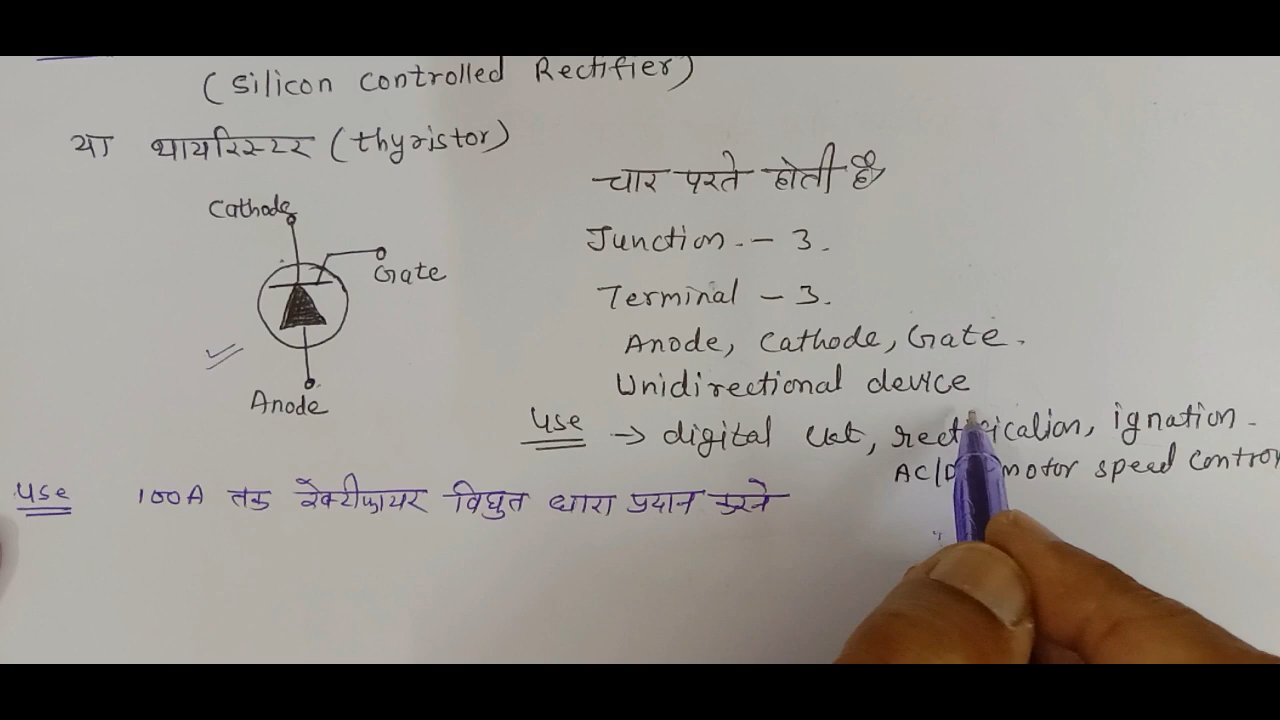 (Silicon Controlled Rectifier)
या थायरिस्टर (thyristor)
Cathode
Gate
Anode
चार परते होती है
Junction - 3.
Terminal - 3.
Anode, Cathode, Gate.
Unidirectional device
Use → digital ckt, ignation.
AC/D motor speed control
Use 100A तक रेक्टीफायर विघुत धारा प्रदान करने